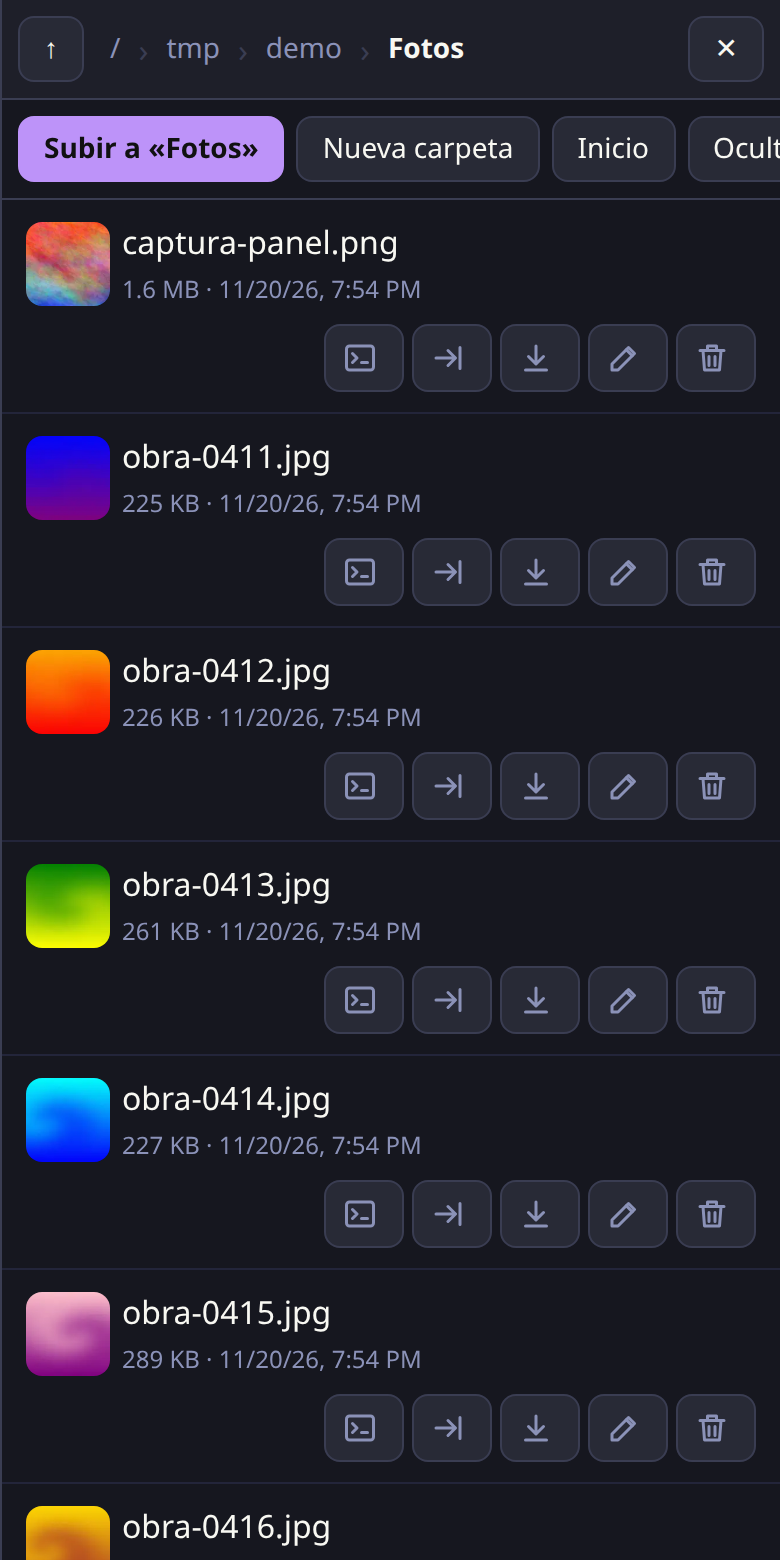 ↑ / › tmp › demo › Fotos ✕
Subir a «Fotos» Nueva carpeta Inicio Ocult
captura-panel.png
1.6 MB · 11/20/26, 7:54 PM
obra-0411.jpg
225 KB · 11/20/26, 7:54 PM
obra-0412.jpg
226 KB · 11/20/26, 7:54 PM
obra-0413.jpg
261 KB · 11/20/26, 7:54 PM
obra-0414.jpg
227 KB · 11/20/26, 7:54 PM
obra-0415.jpg
289 KB · 11/20/26, 7:54 PM
obra-0416.jpg